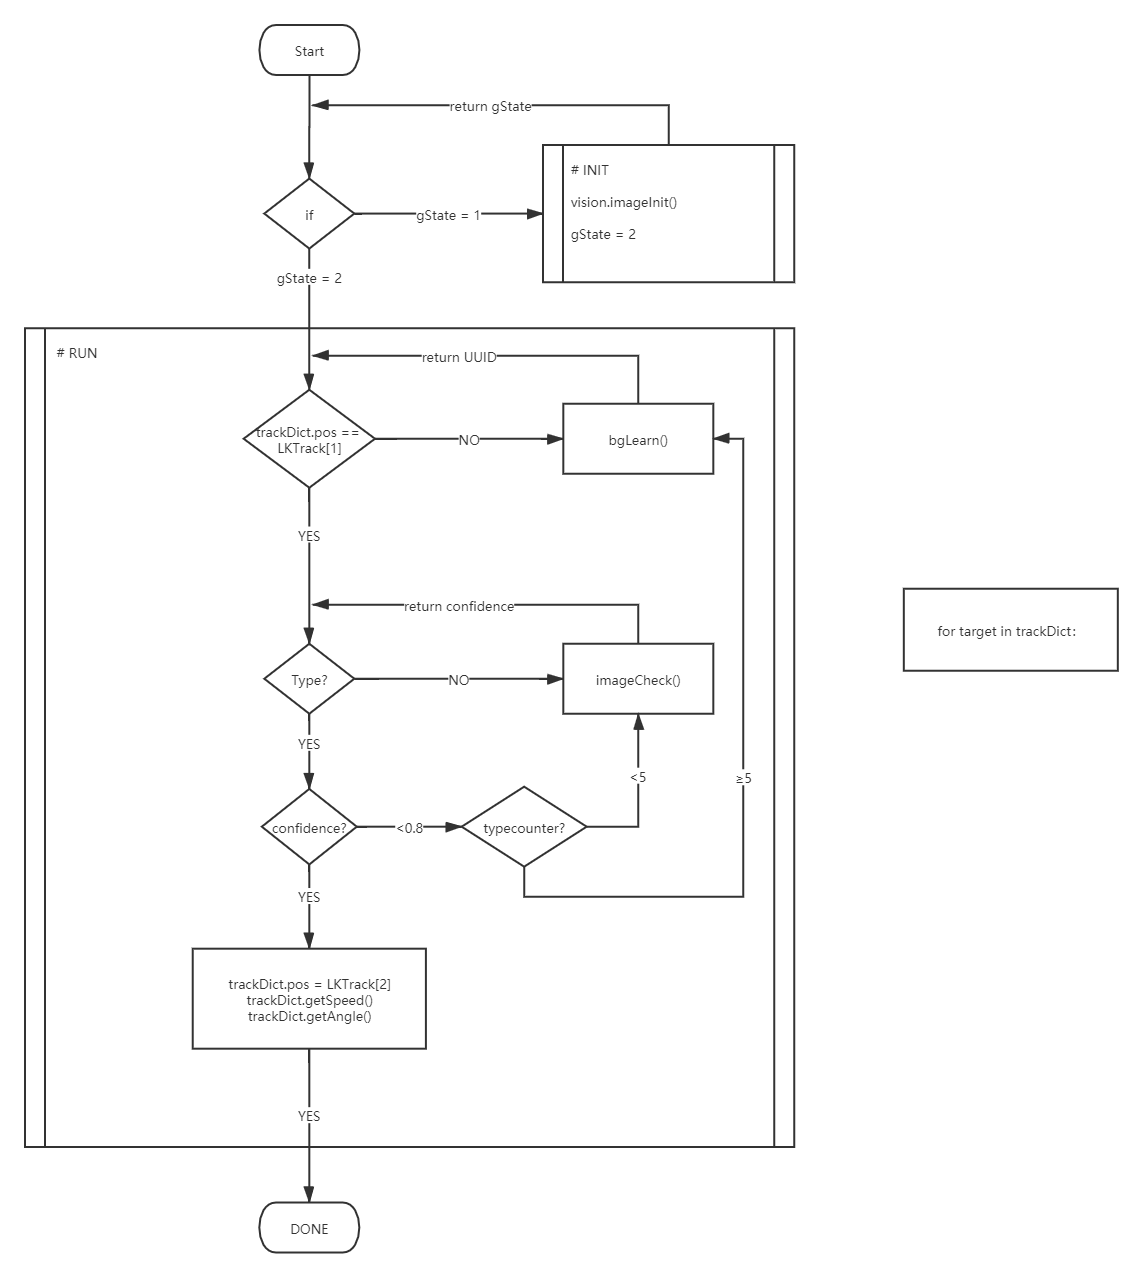 Start
return gState
# INIT
vision.imageInit()
gState = 2
if
gState = 1
gState = 2
# RUN
return UUID
trackDict.pos ==
LKTrack[1]
NO
bgLearn()
YES
return confidence
for target in trackDict:
Type?
NO
imageCheck()
YES
<5
≥5
confidence?
<0.8
typecounter?
YES
trackDict.pos = LKTrack[2]
trackDict.getSpeed()
trackDict.getAngle()
YES
DONE